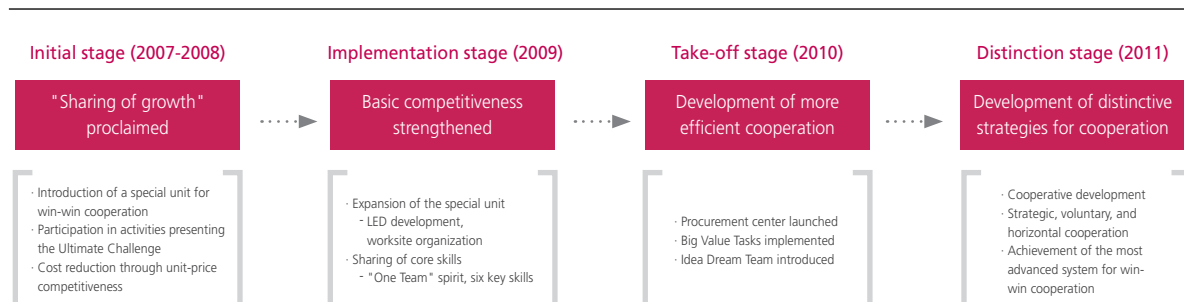 Initial stage (2007-2008)
"Sharing of growth"
proclaimed
· Introduction of a special unit for
win-win cooperation
· Participation in activities presenting
the Ultimate Challenge
· Cost reduction through unit-price
competitiveness
Implementation stage (2009)
Basic competitiveness
strengthened
· Expansion of the special unit
- LED development,
worksite organization
· Sharing of core skills
- "One Team" spirit, six key skills
Take-off stage (2010)
Development of more
efficient cooperation
· Procurement center launched
· Big Value Tasks implemented
· Idea Dream Team introduced
Distinction stage (2011)
Development of distinctive
strategies for cooperation
· Cooperative development
· Strategic, voluntary, and
horizontal cooperation
· Achievement of the most
advanced system for win-
win cooperation